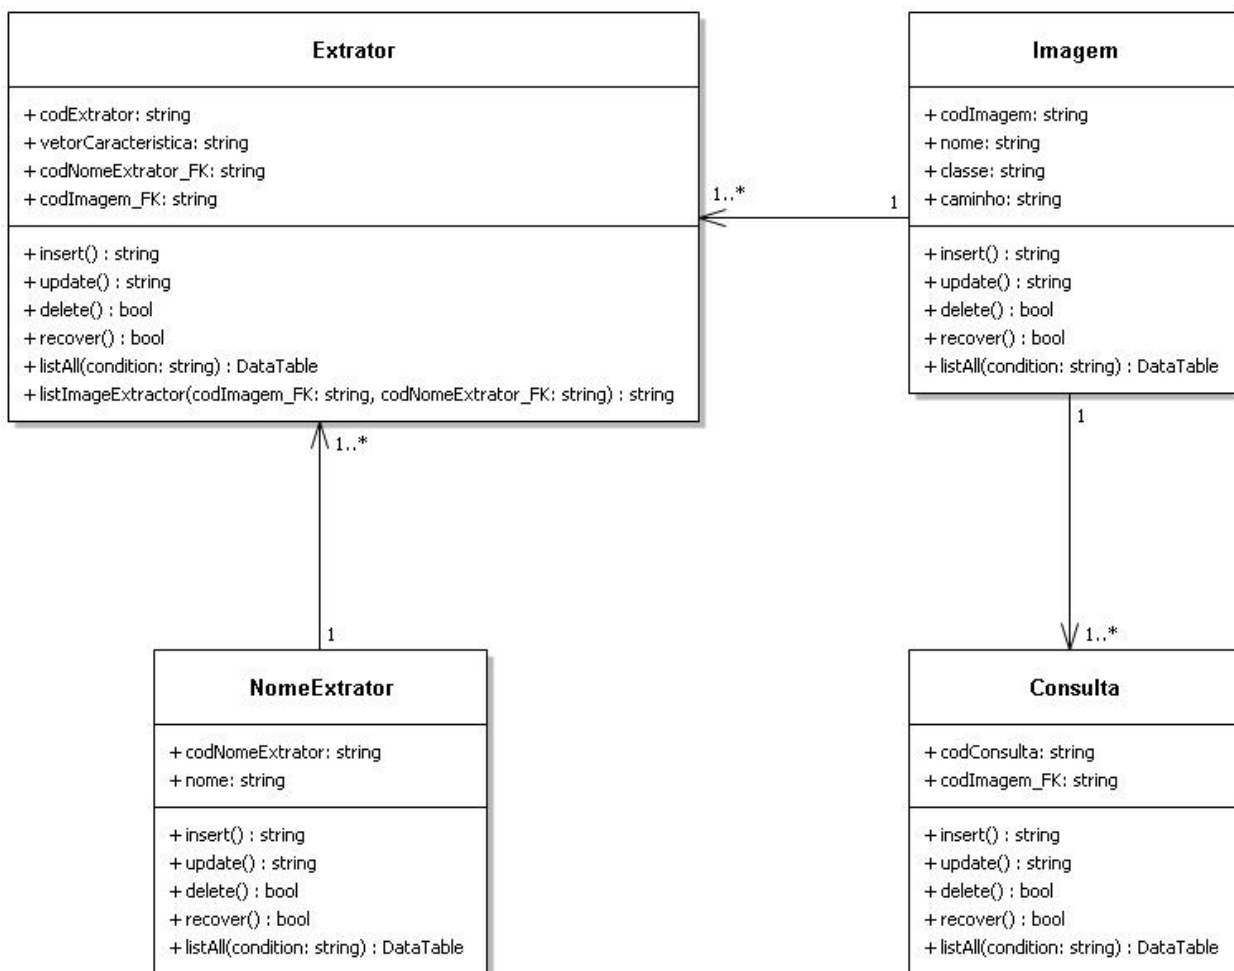 Extrator
+ codExtrator: string
+ vetorCaracteristica: string
+ codNomeExtrator_FK: string
+ codImagem_FK: string
+ insert() : string
+ update() : string
+ delete() : bool
+ recover() : bool
+ listAll(condition: string) : DataTable
+ listImageExtractor(codImagem_FK: string, codNomeExtrator_FK: string) : string
1..*
1
Imagem
+ codImagem: string
+ nome: string
+ classe: string
+ caminho: string
+ insert() : string
+ update() : string
+ delete() : bool
+ recover() : bool
+ listAll(condition: string) : DataTable
1..*
1
1
1..*
NomeExtrator
+ codNomeExtrator: string
+ nome: string
+ insert() : string
+ update() : string
+ delete() : bool
+ recover() : bool
+ listAll(condition: string) : DataTable
Consulta
+ codConsulta: string
+ codImagem_FK: string
+ insert() : string
+ update() : string
+ delete() : bool
+ recover() : bool
+ listAll(condition: string) : DataTable